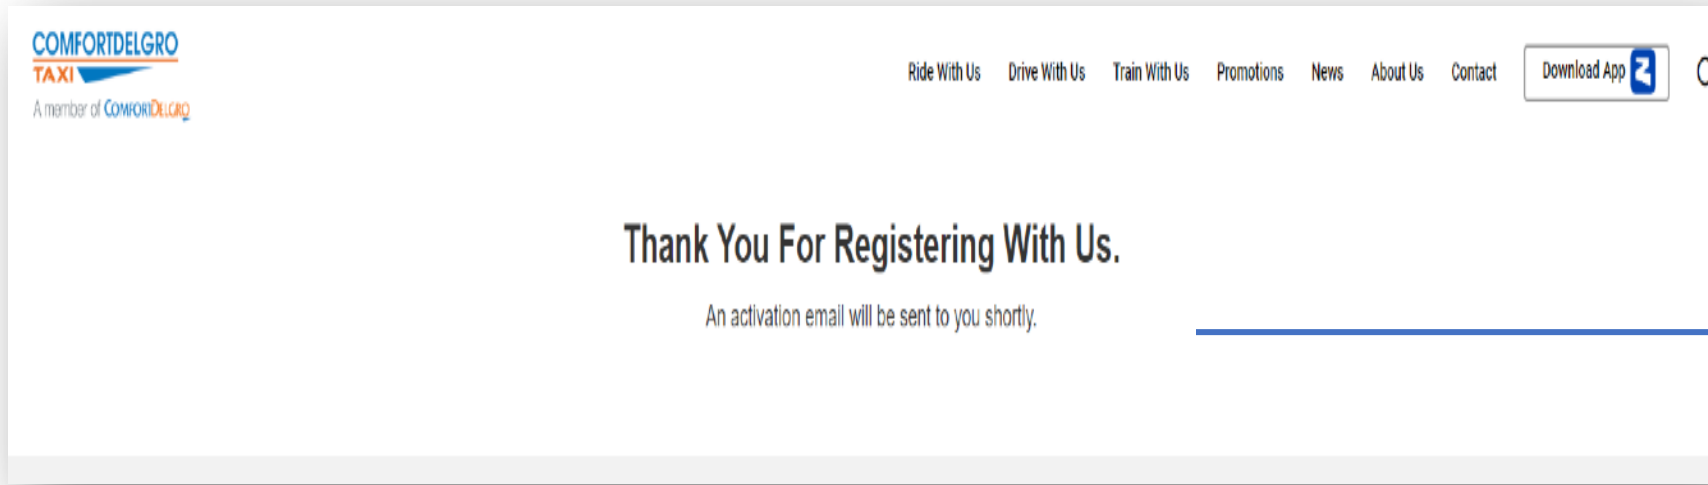 COMFORTDELGRO
TAXI
A member of COMFORTDELGRO
Ride With Us Drive With Us Train With Us Promotions News About Us Contact Download App
Thank You For Registering With Us.
An activation email will be sent to you shortly.